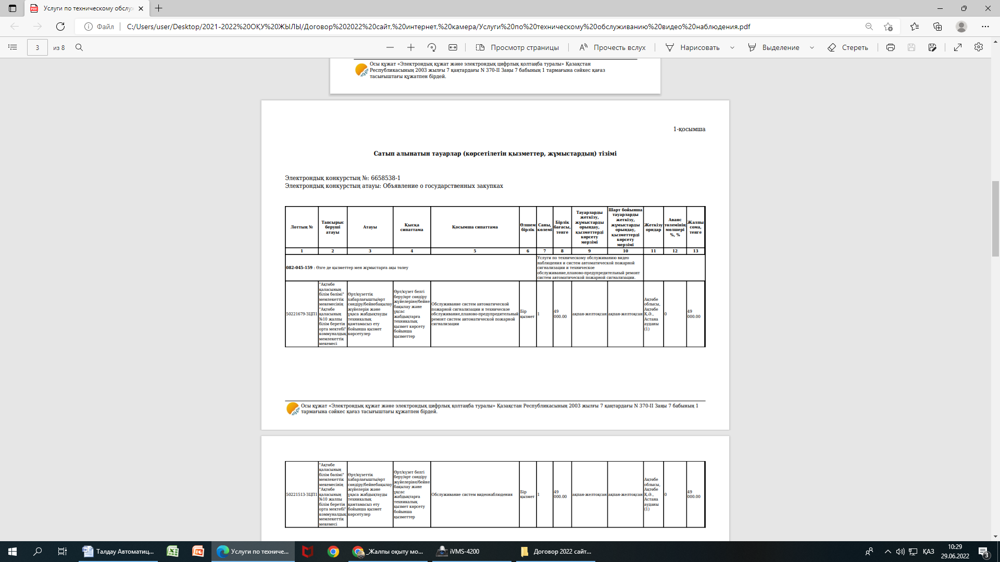 Услуги по техническому обслу
Файл
C:/Users/user/Desktop/2021-2022%20ОҚУ%20ЖЫЛЫ/Договор%202022%20сайт,%20интернет,%20камера/Услуги%20по%20техническому%20обслуживанию%20видео%20наблюдения.pdf
3 из 8
Просмотр страницы
Прочесть вслух
Нарисовать
Выделение
Стереть
Осы құжат «Электрондық құжат және электрондық цифрлық қолтаңба туралы» Қазақстан
Республикасының 2003 жылғы 7 қаңтардағы N 370-II Заңы 7 бабының 1 тармағына сәйкес қағаз
тасығыштағы құжатпен бірдей.
1-қосымша
Сатып алынатын тауарлар (көрсетілетін қызметтер, жұмыстардың) тізімі
Электрондық конкурстың №: 6658538-1
Электрондық конкурстың атауы: Объявление о государственных закупках
Лоттың №
Тапсырыс
беруші
атауы
Атауы
Қысқа
сипаттама
Қосымша сипаттама
Өлшем
бірлік
Саны,
көлемі
Бірлік
бағасы,
тенге
Тауарларды
жеткізу,
жұмыстарды
орындау,
қызметтерді
көрсету
мерзімі
Шарт бойынша
тауарларды
жеткізу,
жұмыстарды
орындау,
қызметтерді
көрсету
мерзімі
Жеткізу
орндар
Аванс
төлемінің
мөлшері
%, %
Жалпы
сома,
тенге
1 2 3 4 5 6 7 8 9 10 11 12 13
082-045-159 : Өзге де қызметтер мен жұмыстарға ақы төлеу
Услуги по техническому обслуживанию видео
наблюдения и систем автоматической пожарной
сигнализации и техническое
обслуживание,планово-предупредительный ремонт
систем автоматической пожарной сигнализации.
50221679-ЗЦП1
"Ақтөбе
қаласының
білім бөлімі"
мемлекеттік
мекемесінің
"Ақтөбе
қаласының
№10 жалпы
білім беретін
орта мектебі"
коммуналдық
мемлекеттік
мекемесі
Өрт/күзеттік
хабарлағышты/өрт
сөндіру/бейнебақылау
жүйелерін және
ұқаса жабдықтауды
техникалық
қамтамасыз ету
бойынша қызмет
көрсетулер
Өрт/күзет белгі
беру/өрт сөндіру
жүйелеріне/бейне
бақылау және
ұқсас
жабдықтарға
техникалық
қызмет көрсету
бойынша
қызметтер
Обслуживание систем автоматической
пожарной сигнализации и техническое
обслуживание,планово-предупредительный
ремонт систем автоматической пожарной
сигнализации
Бір
қызмет
1
49
000.00
ақпан-желтоқсан
ақпан-желтоқсан
Ақтөбе
облысы,
Ақтөбе
Қ.Ә.,
Астана
ауданы
(1)
0
49
000.00
Осы құжат «Электрондық құжат және электрондық цифрлық қолтаңба туралы» Қазақстан Республикасының 2003 жылғы 7 қаңтардағы N 370-II Заңы 7 бабының 1
тармағына сәйкес қағаз тасығыштағы құжатпен бірдей.
50221513-ЗЦП1
"Ақтөбе
қаласының
білім бөлімі"
мемлекеттік
мекемесінің
"Ақтөбе
қаласының
№10 жалпы
білім беретін
орта мектебі"
коммуналдық
мемлекеттік
мекемесі
Өрт/күзеттік
хабарлағышты/өрт
сөндіру/бейнебақылау
жүйелерін және
ұқаса жабдықтауды
техникалық
қамтамасыз ету
бойынша қызмет
көрсетулер
Өрт/күзет белгі
беру/өрт сөндіру
жүйелеріне/бейне
бақылау және
ұқсас
жабдықтарға
техникалық
қызмет көрсету
бойынша
қызметтер
Обслуживание систем видеонаблюдения
Бір
қызмет
1
49
000.00
ақпан-желтоқсан
ақпан-желтоқсан
Ақтөбе
облысы,
Ақтөбе
Қ.Ә.,
Астана
ауданы
(1)
0
49
000.00
Талдау Автоматиц...
Услуги по техниче...
_Жалпы оқыту мо...
iVMS-4200
Договор 2022 сайт...
ҚАЗ
10:29
29.06.2022
3